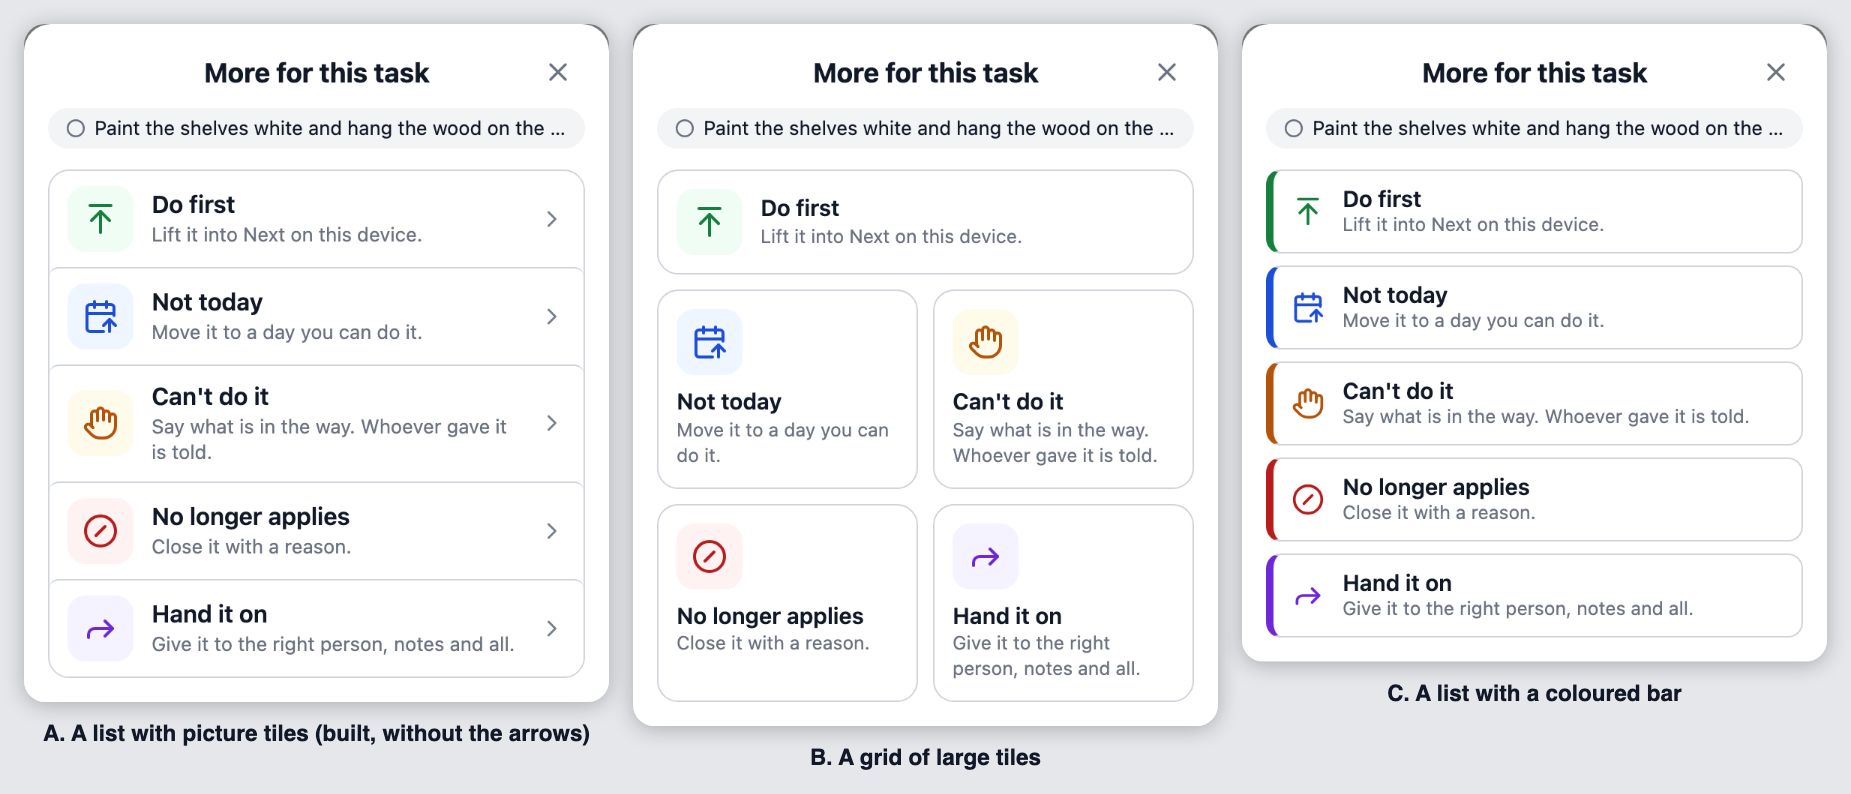 More for this task
Paint the shelves white and hang the wood on the ...
Do first
Lift it into Next on this device.
Not today
Move it to a day you can do it.
Can't do it
Say what is in the way. Whoever gave it
is told.
No longer applies
Close it with a reason.
Hand it on
Give it to the right person, notes and all.
A. A list with picture tiles (built, without the arrows)
More for this task
Paint the shelves white and hang the wood on the ...
Do first
Lift it into Next on this device.
Not today
Move it to a day you can
do it.
Can't do it
Say what is in the way.
Whoever gave it is told.
No longer applies
Close it with a reason.
Hand it on
Give it to the right
person, notes and all.
B. A grid of large tiles
More for this task
Paint the shelves white and hang the wood on the ...
Do first
Lift it into Next on this device.
Not today
Move it to a day you can do it.
Can't do it
Say what is in the way. Whoever gave it is told.
No longer applies
Close it with a reason.
Hand it on
Give it to the right person, notes and all.
C. A list with a coloured bar